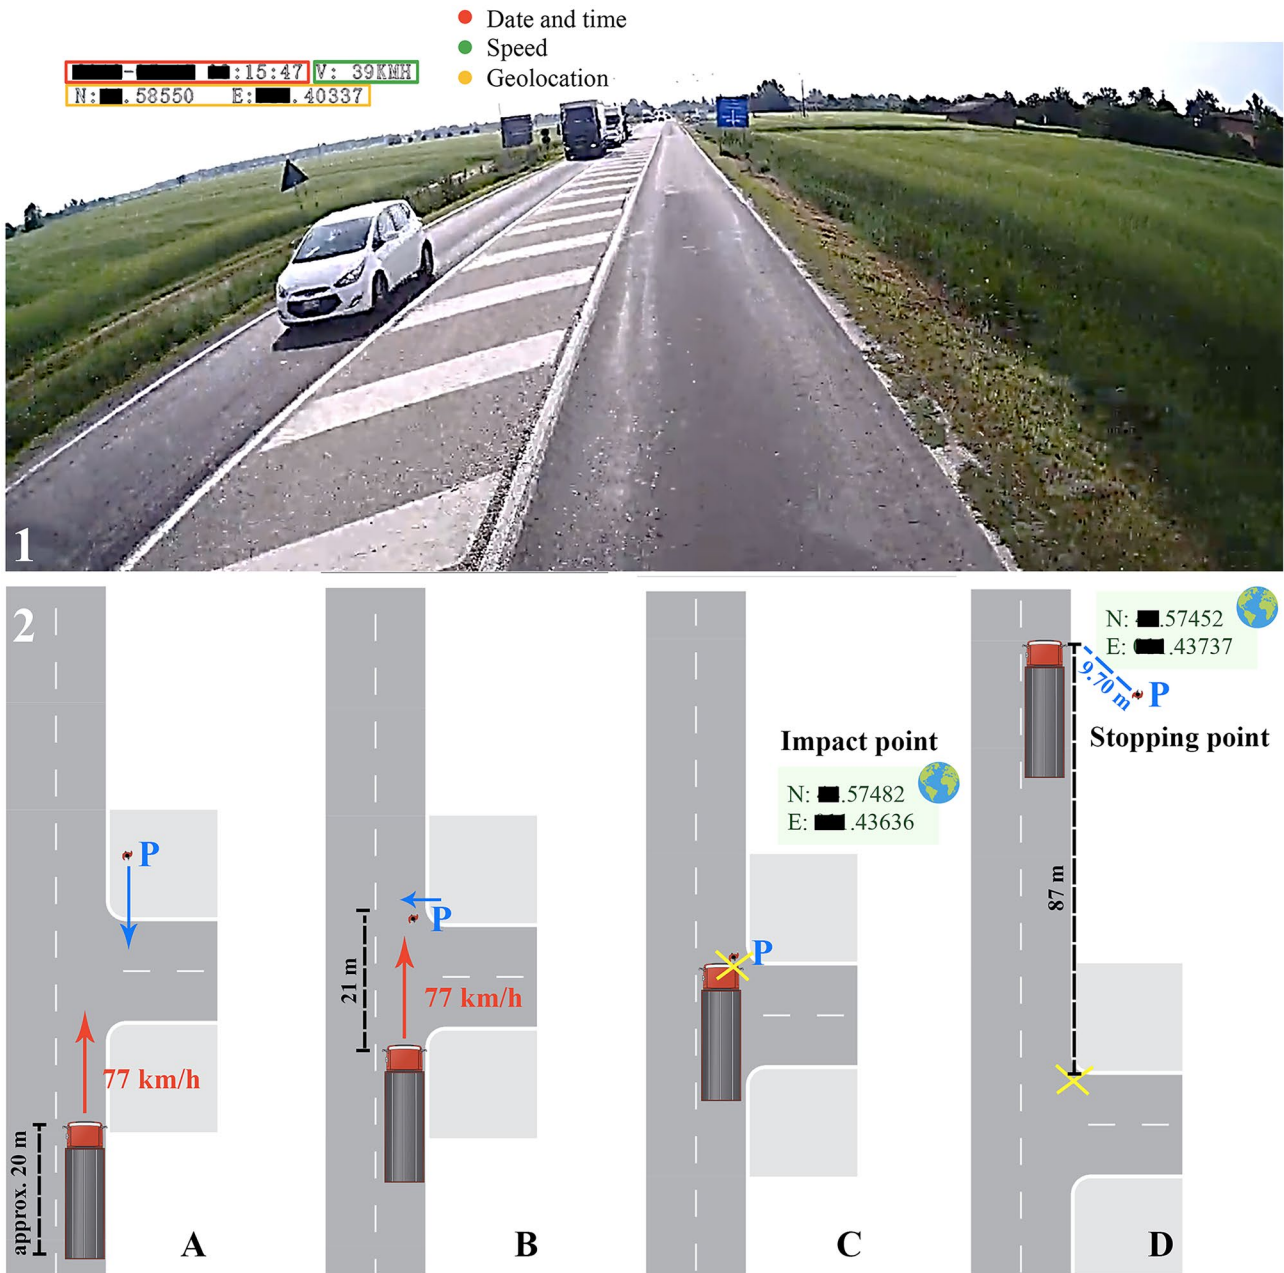 Date and time
Speed
Geolocation
:15:47 V: 39KMH
N: .58550 E: .40337
1
2
approx. 20 m
77 km/h
P
A
21 m
77 km/h
P
B
Impact point
N: .57482
E: .43636
P
C
N: .57452
E: .43737
9.70 m
P
Stopping point
87 m
D